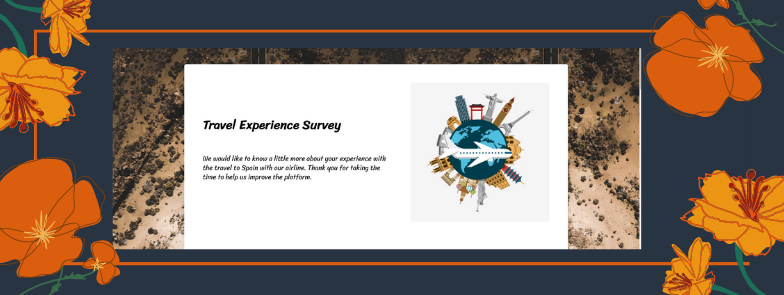 Travel Experience Survey
We would like to know a little more about your experience with
the travel to Spain with our airline. Thank you for taking the
time to help us improve the platform.